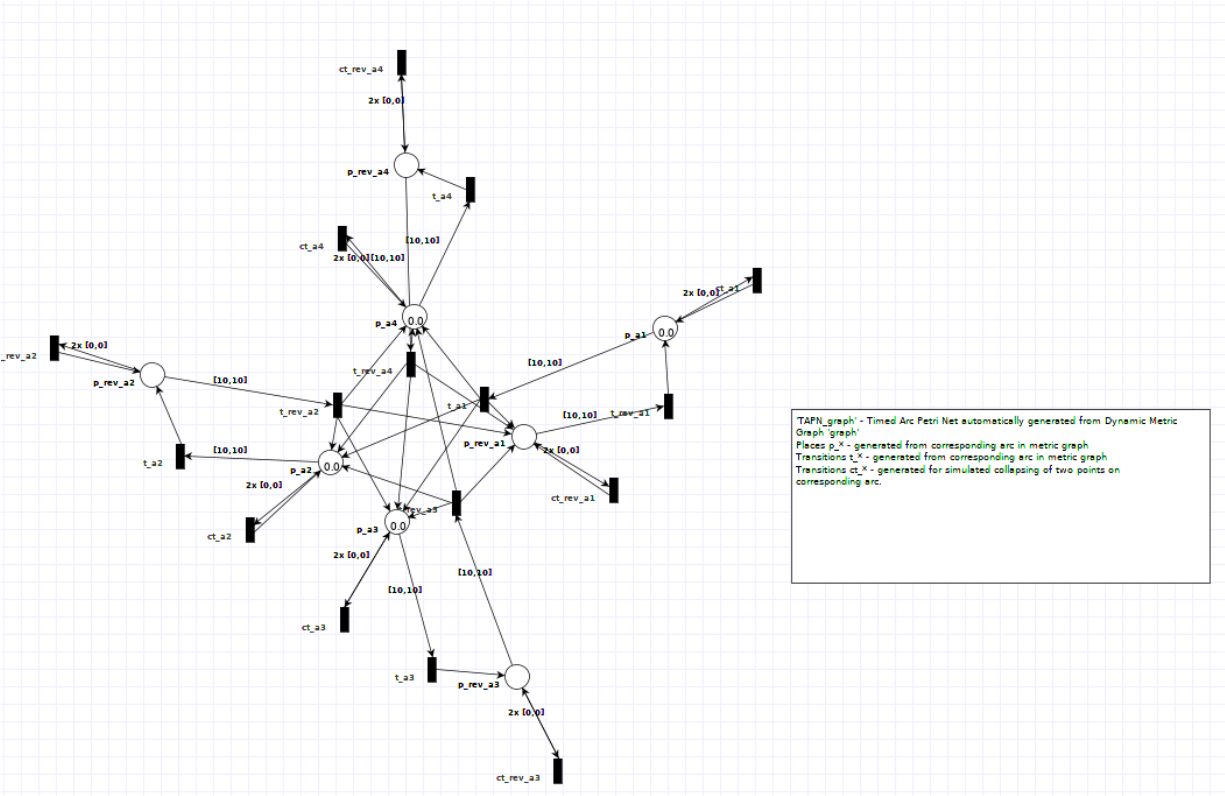 ct_rev_a4
2x [0,0]
p_rev_a4
t_a4
[10,10]
ct_a4
2x [0,0]
[10,10]
ct_a1
2x [0,0]
p_a4
0.0
p_a1
0.0
_rev_a2
2x [0,0]
p_rev_a2
[10,10]
t_rev_a4
[10,10]
t_rev_a2
t_a1
[10,10]
t_rev_a1
p_rev_a1
2x [0,0]
t_a2
[10,10]
p_a2
0.0
2x [0,0]
ct_rev_a1
ct_a2
rev_a3
p_a3
0.0
2x [0,0]
[10,10]
[10,10]
ct_a3
t_a3
p_rev_a3
2x [0,0]
ct_rev_a3
'TAPN_graph' - Timed Arc Petri Net automatically generated from Dynamic Metric
Graph 'graph'
Places p_* - generated from corresponding arc in metric graph
Transitions t_* - generated from corresponding arc in metric graph
Transitions ct_* - generated for simulated collapsing of two points on
corresponding arc.